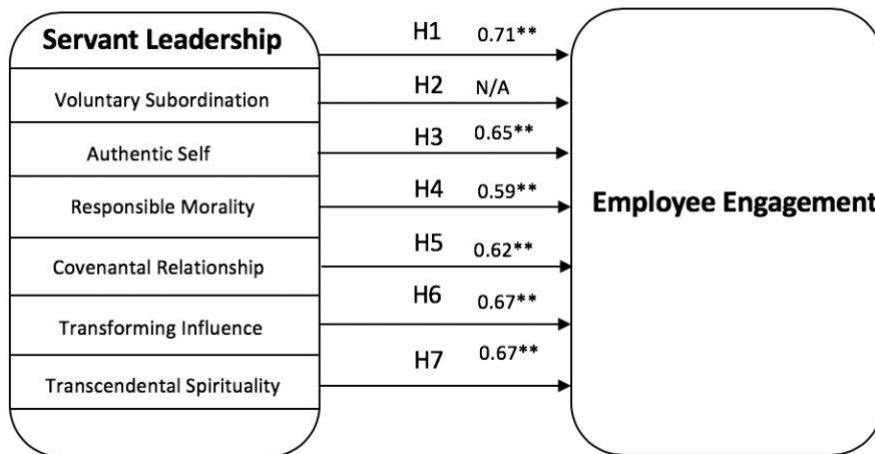 Servant Leadership
H1 0.71**
Voluntary Subordination
H2 N/A
Authentic Self
H3 0.65**
Responsible Morality
H4 0.59**
Employee Engagement
Covenantal Relationship
H5 0.62**
Transforming Influence
H6 0.67**
Transcendental Spirituality
H7 0.67**